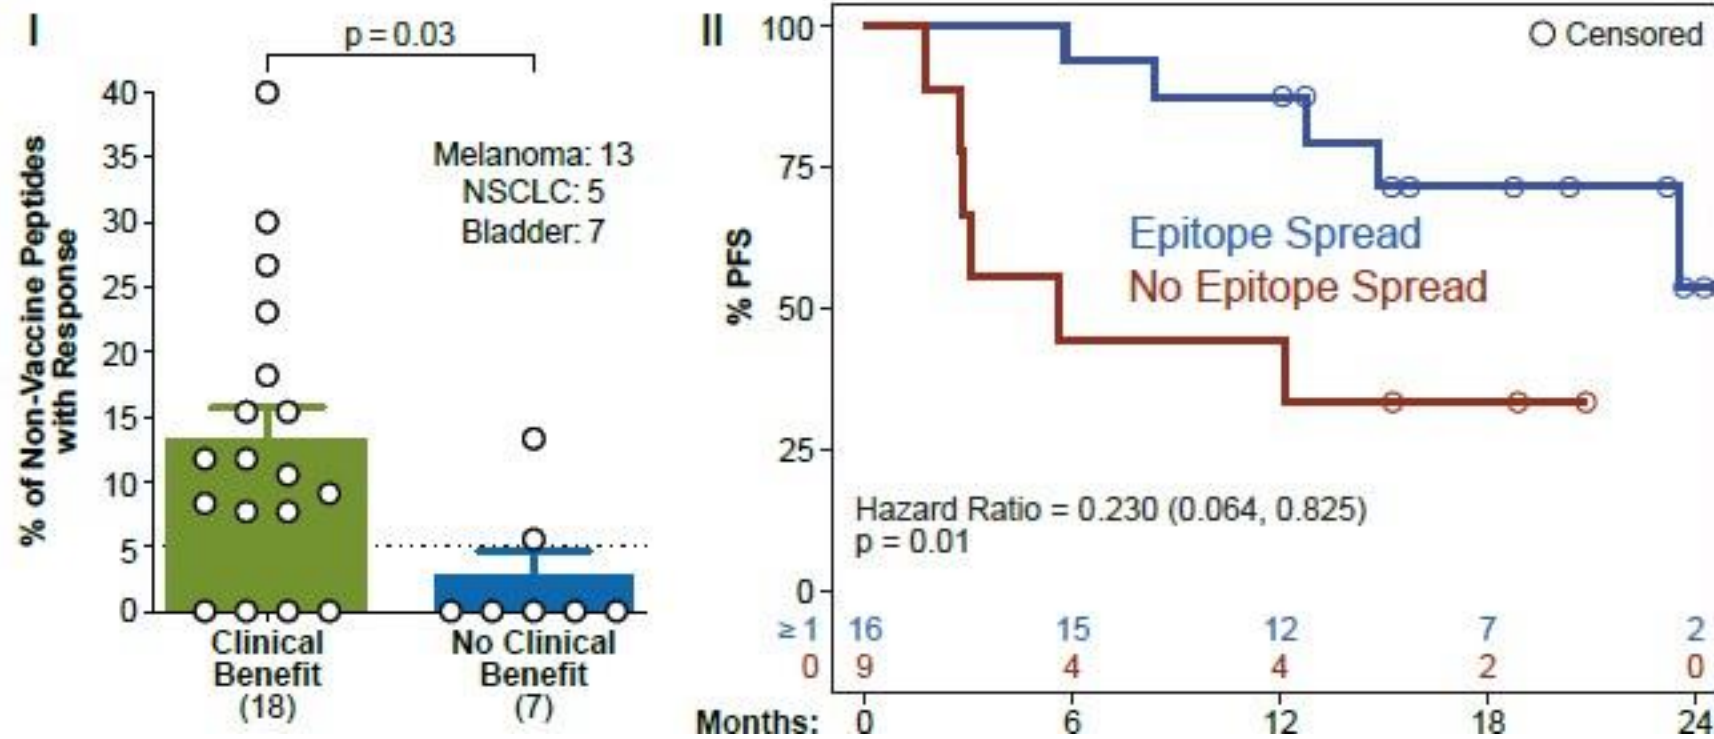 I
p = 0.03
40
35
30
25
20
15
10
5
0
% of Non-Vaccine Peptides
with Response
Melanoma: 13
NSCLC: 5
Bladder: 7
Clinical
Benefit
(18)
No Clinical
Benefit
(7)
II
100
75
50
25
0
% PFS
Censored
Epitope Spread
No Epitope Spread
Hazard Ratio = 0.230 (0.064, 0.825)
p = 0.01
≥ 1 16 15 12 7 2
0 9 4 4 2 0
Months: 0 6 12 18 24